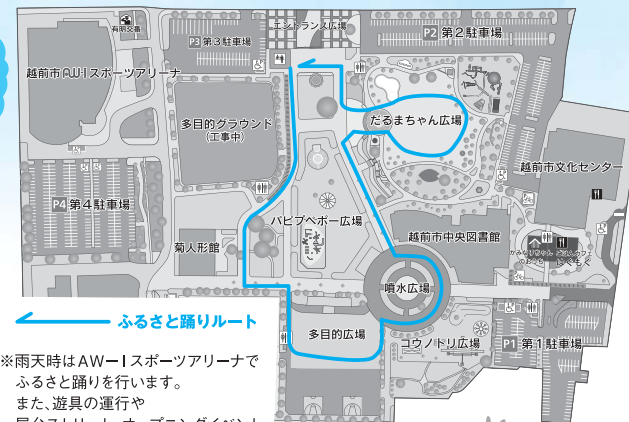 エントランス広場
有明交番
P3 第3駐車場
P2 第2駐車場
越前市AW-Iスポーツアリーナ
多目的グラウンド
(工事中)
だるまちゃん広場
越前市文化センター
P4 第4駐車場
パピプペポー広場
菊人形館
越前市中央図書館
噴水広場
ふるさと踊りルート
多目的広場
コウノトリ広場
P1 第1駐車場
※雨天時はAW-Iスポーツアリーナで
ふるさと踊りを行います。
また、遊具の運行や